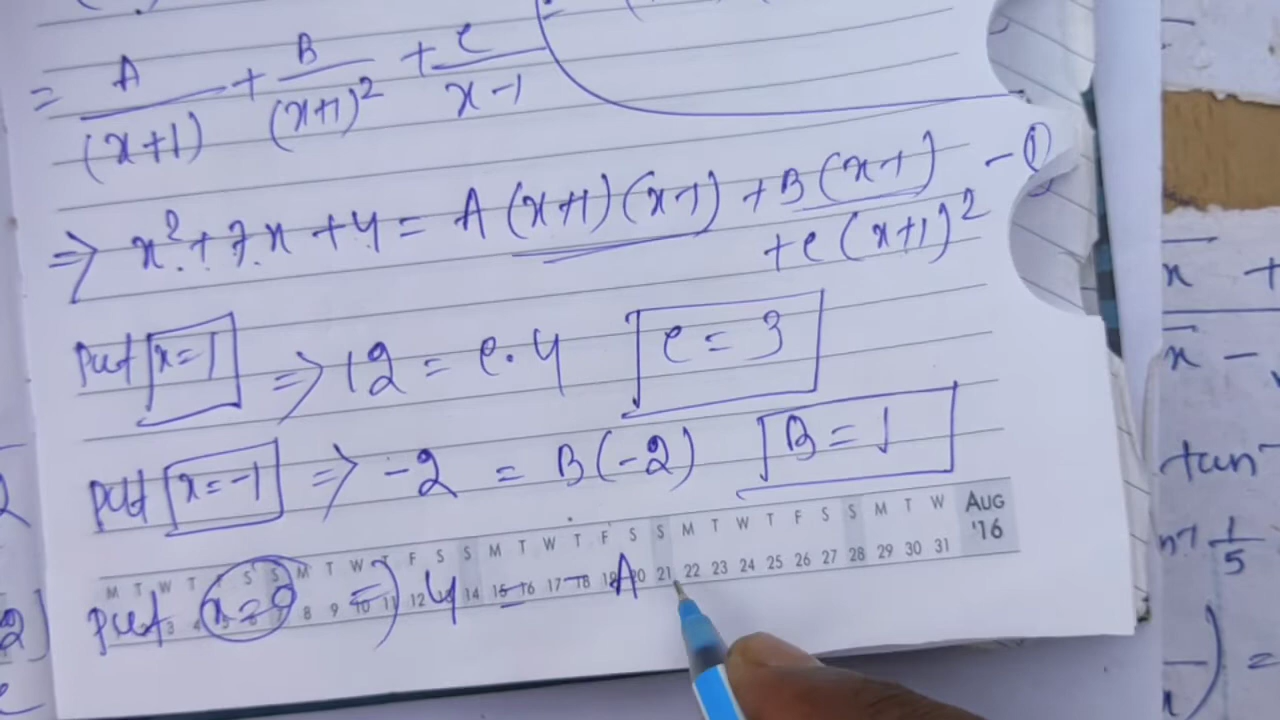 = A/(x+1) + B/(x+1)² + C/x-1
⇒ x²+7x+4 = A(x+1)(x-1) + B(x-1) - ①
+ C(x+1)²
put x=1 ⇒ 12 = C.4 C = 3
put x=-1 ⇒ -2 = B(-2) B = 1
M T W T F S S M T W T F S S M T W T F S S M T W T F S S M T W AUG '16
3 4 5 6 7 8 9 10 11 12 13 14 15 16 17 18 19 20 21 22 23 24 25 26 27 28 29 30 31
put x=0 ⇒ 4 = - A
x +
x -
tan
1/5
) =